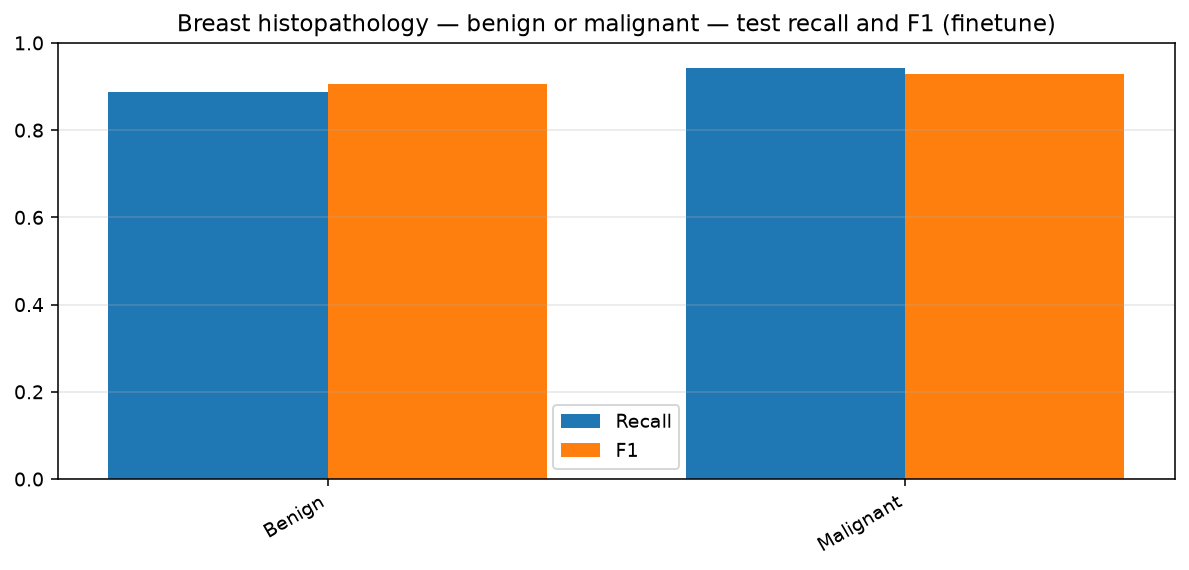 Breast histopathology — benign or malignant — test recall and F1 (finetune)
1.0
0.8
0.6
0.4
0.2
0.0
Recall
F1
Benign
Malignant